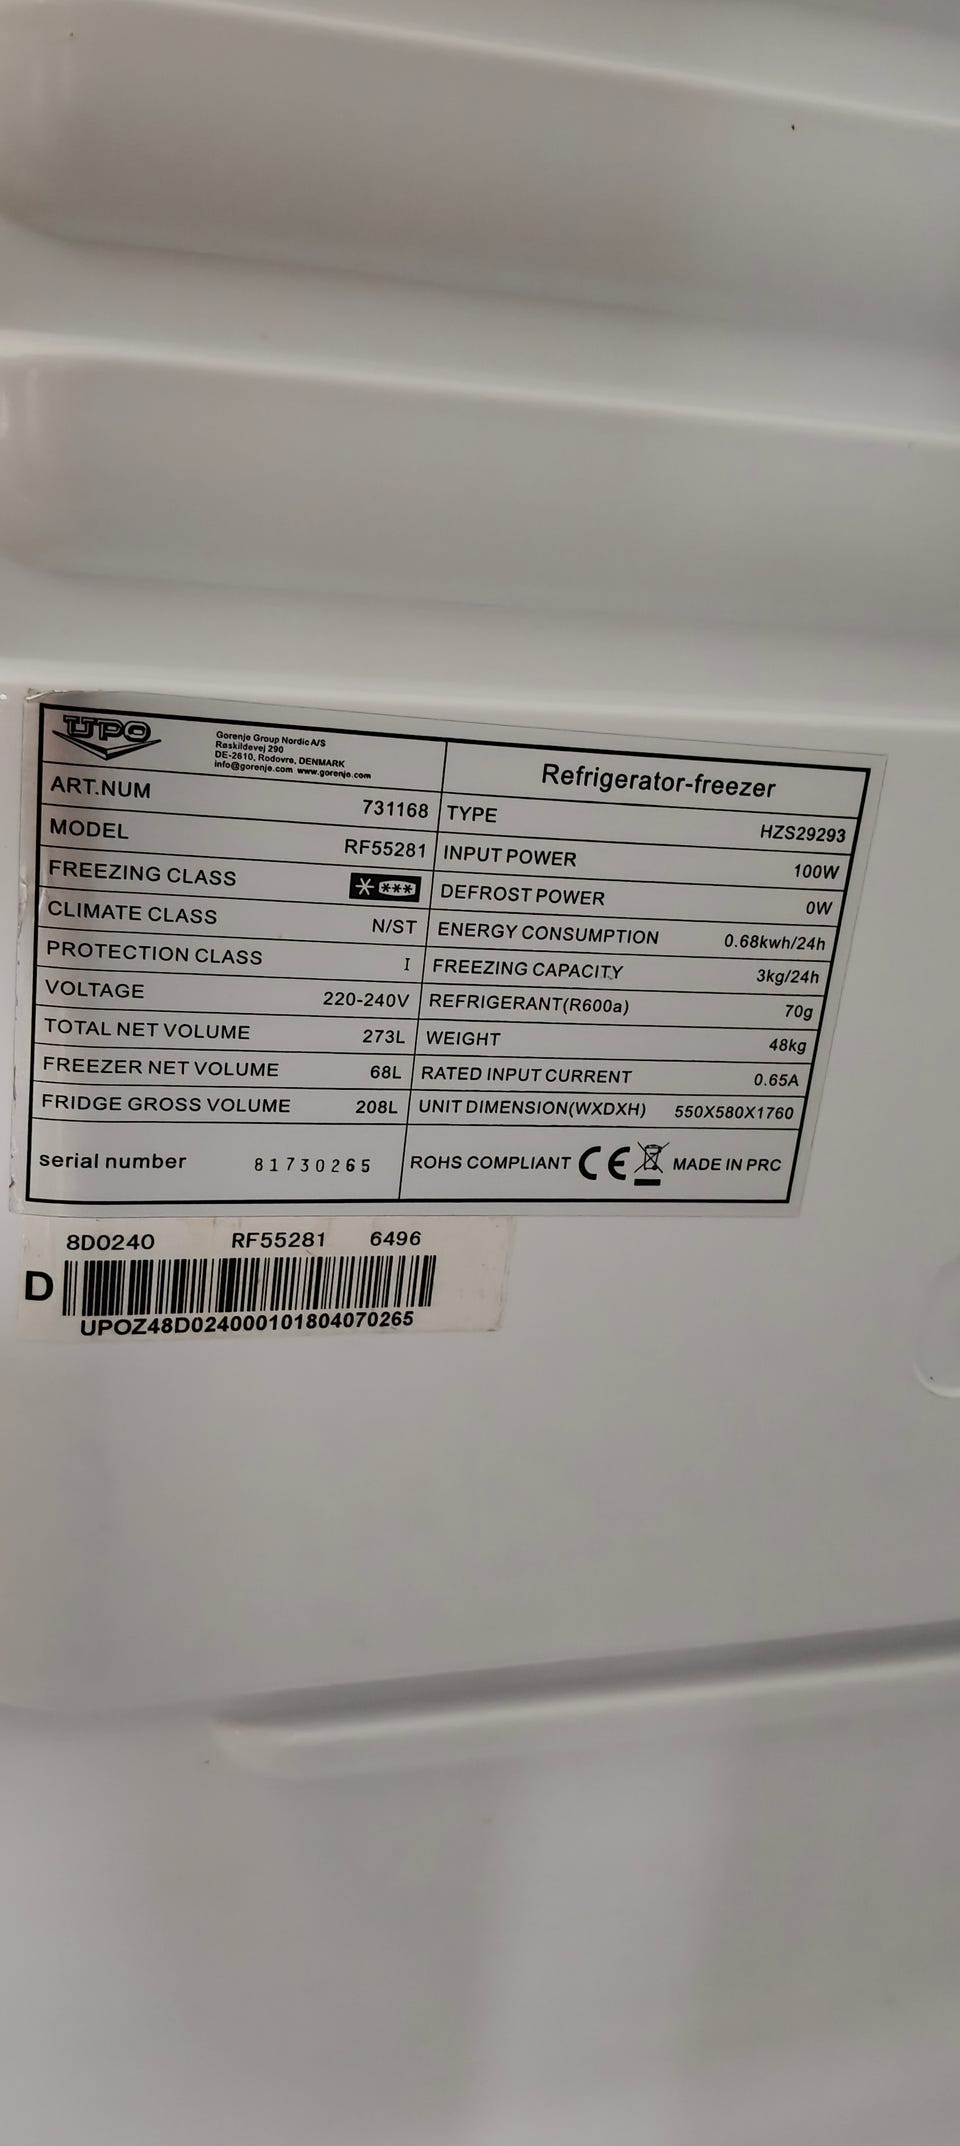 UPO
Gorenje Group Nordic A/S
Røskildevej 290
DE-2610, Rodovre, DENMARK
info@gorenje.com www.gorenje.com
Refrigerator-freezer
ART.NUM 731168
TYPE HZS29293
MODEL RF55281
INPUT POWER 100W
FREEZING CLASS * ***
DEFROST POWER 0W
CLIMATE CLASS N/ST
ENERGY CONSUMPTION 0.68kwh/24h
PROTECTION CLASS I
FREEZING CAPACITY 3kg/24h
VOLTAGE 220-240V
REFRIGERANT(R600a) 70g
TOTAL NET VOLUME 273L
WEIGHT 48kg
FREEZER NET VOLUME 68L
RATED INPUT CURRENT 0.65A
FRIDGE GROSS VOLUME 208L
UNIT DIMENSION(WXDXH) 550X580X1760
serial number 81730265
ROHS COMPLIANT CE MADE IN PRC
8D0240 RF55281 6496
D
UPOZ48D024000101804070265